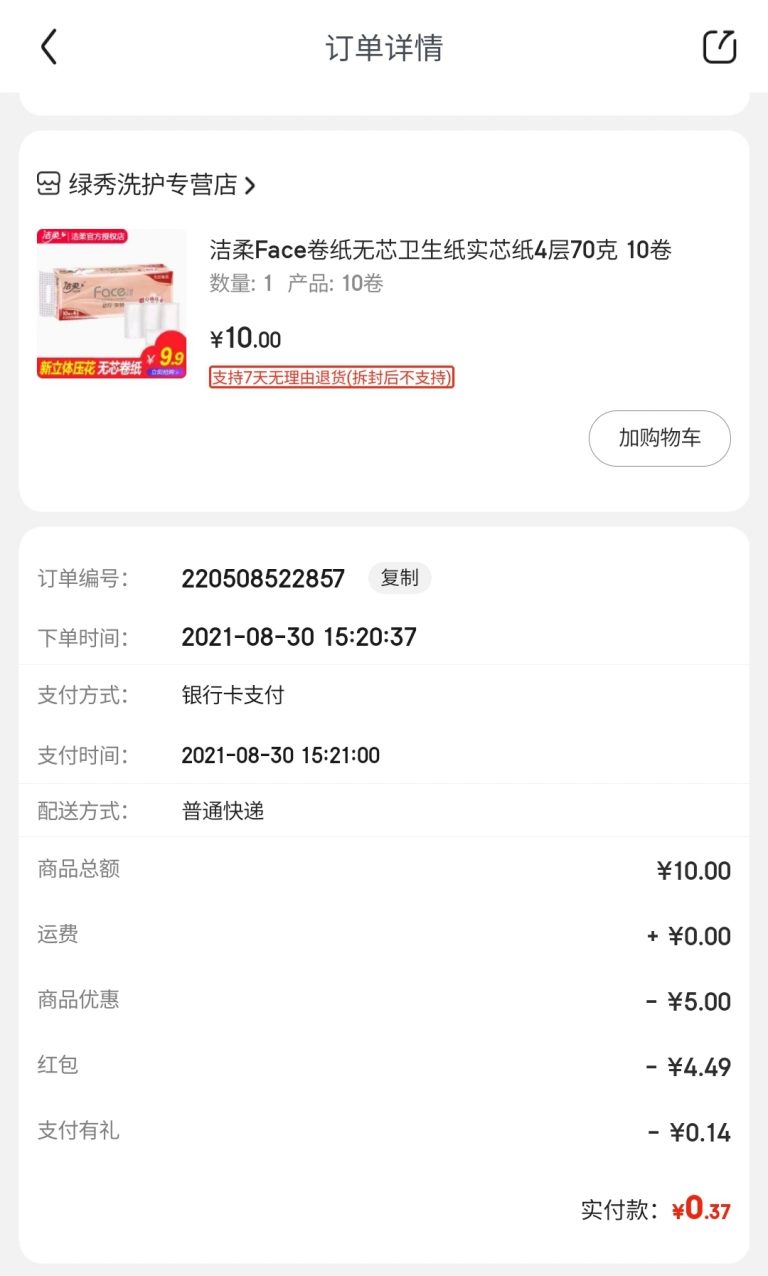 订单详情
绿秀洗护专营店
洁柔 洁柔官方授权店
洁柔
Face
新立体压花 无芯卷纸 ¥9.9
洁柔Face卷纸无芯卫生纸实芯纸4层70克 10卷
数量: 1 产品: 10卷
¥10.00
支持7天无理由退货(拆封后不支持)
加购物车
订单编号: 220508522857 复制
下单时间: 2021-08-30 15:20:37
支付方式: 银行卡支付
支付时间: 2021-08-30 15:21:00
配送方式: 普通快递
商品总额 ¥10.00
运费 + ¥0.00
商品优惠 - ¥5.00
红包 - ¥4.49
支付有礼 - ¥0.14
实付款: ¥0.37